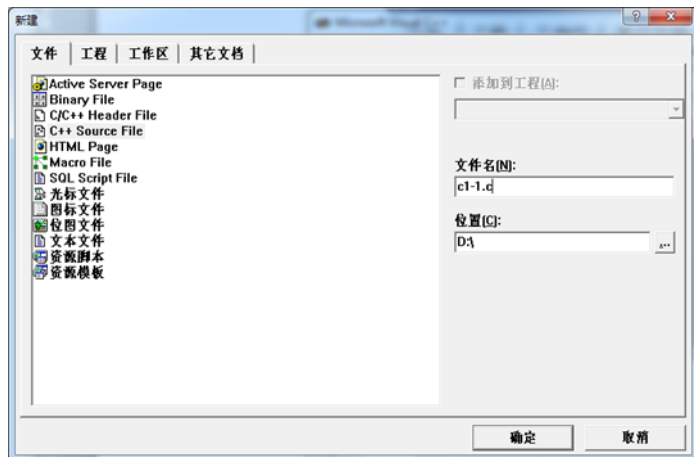 新建
Microsoft Visual C++
文件 工程 工作区 其它文档
Active Server Page
Binary File
C/C++ Header File
C++ Source File
HTML Page
Macro File
SQL Script File
光标文件
图标文件
位图文件
文本文件
资源脚本
资源模板
添加到工程(A):
文件名(N):
c1-1.c
位置(C):
D:\
...
确定 取消